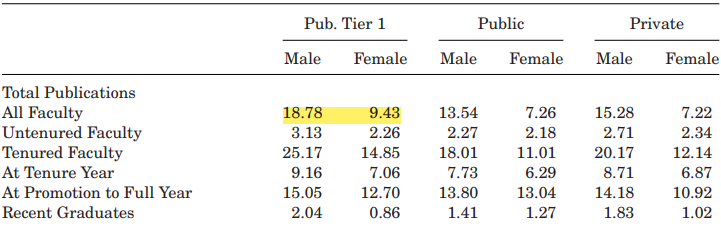 Pub. Tier 1 Public Private
Male Female Male Female Male Female
Total Publications
All Faculty 18.78 9.43 13.54 7.26 15.28 7.22
Untenured Faculty 3.13 2.26 2.27 2.18 2.71 2.34
Tenured Faculty 25.17 14.85 18.01 11.01 20.17 12.14
At Tenure Year 9.16 7.06 7.73 6.29 8.71 6.87
At Promotion to Full Year 15.05 12.70 13.80 13.04 14.18 10.92
Recent Graduates 2.04 0.86 1.41 1.27 1.83 1.02